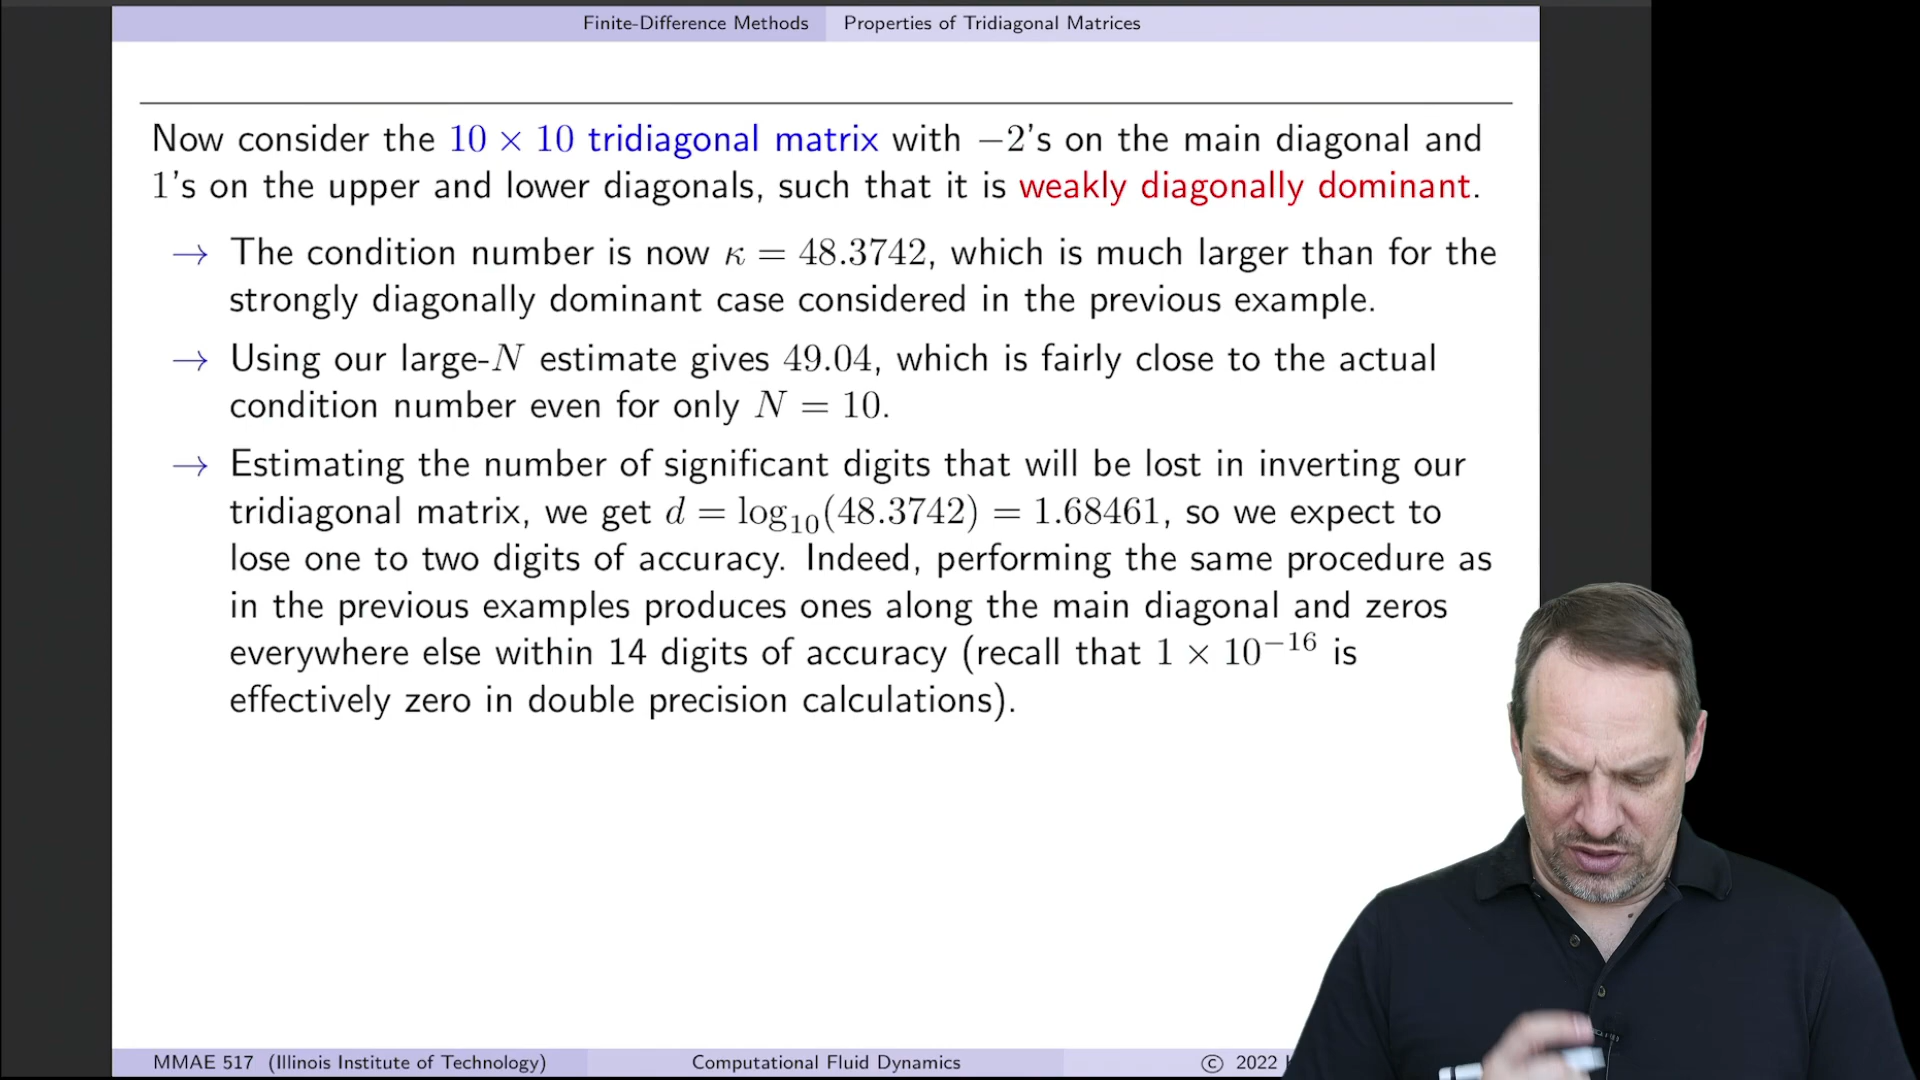 Finite-Difference Methods Properties of Tridiagonal Matrices
Now consider the 10 × 10 tridiagonal matrix with −2's on the main diagonal and
1's on the upper and lower diagonals, such that it is weakly diagonally dominant.
→ The condition number is now κ = 48.3742, which is much larger than for the
strongly diagonally dominant case considered in the previous example.
→ Using our large-N estimate gives 49.04, which is fairly close to the actual
condition number even for only N = 10.
→ Estimating the number of significant digits that will be lost in inverting our
tridiagonal matrix, we get d = log₁₀(48.3742) = 1.68461, so we expect to
lose one to two digits of accuracy. Indeed, performing the same procedure as
in the previous examples produces ones along the main diagonal and zeros
everywhere else within 14 digits of accuracy (recall that 1 × 10⁻¹⁶ is
effectively zero in double precision calculations).
MMAE 517 (Illinois Institute of Technology) Computational Fluid Dynamics © 2022